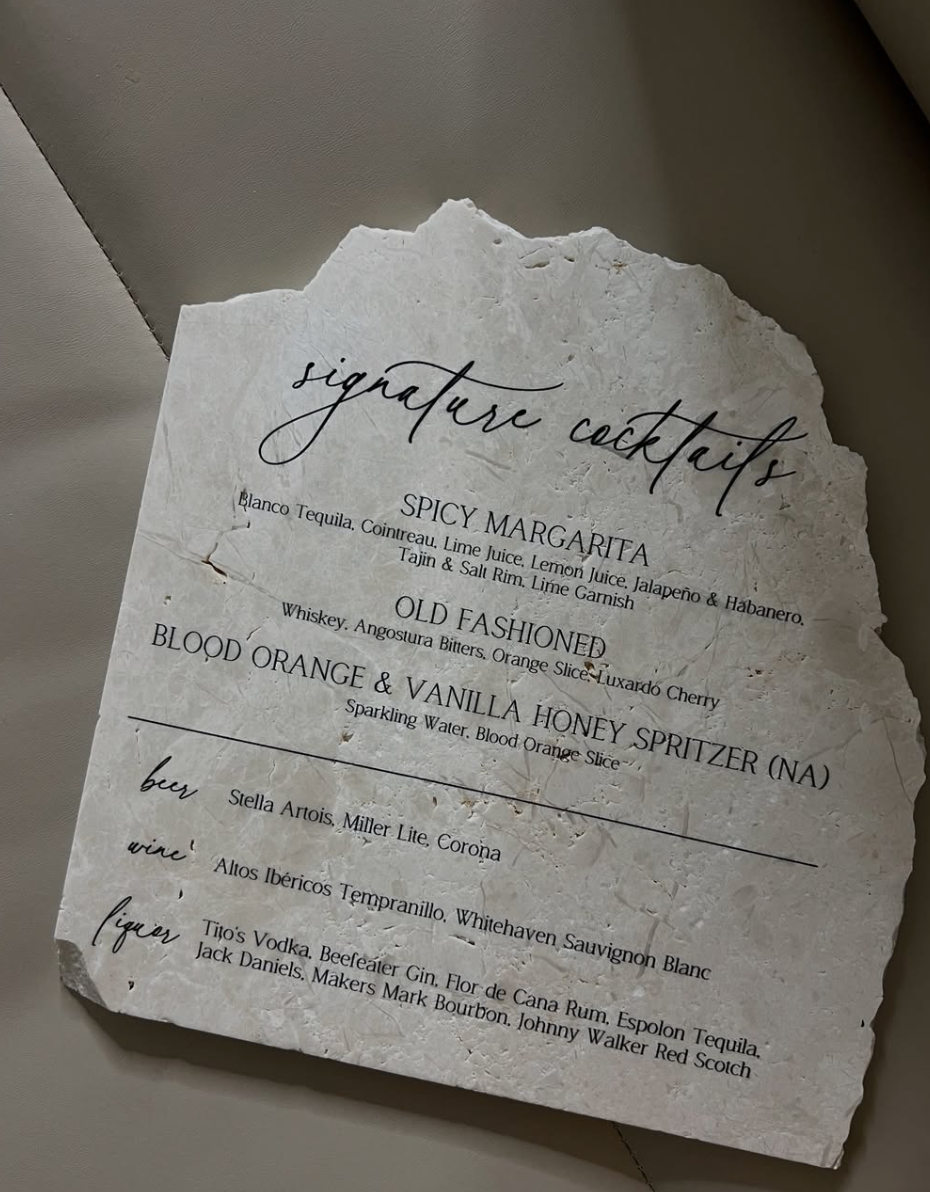 signature cocktails
SPICY MARGARITA
Blanco Tequila, Cointreau, Lime Juice, Lemon Juice, Jalapeño & Habanero,
Tajin & Salt Rim, Lime Garnish
OLD FASHIONED
Whiskey, Angostura Bitters, Orange Slice, Luxardo Cherry
BLOOD ORANGE & VANILLA HONEY SPRITZER (NA)
Sparkling Water, Blood Orange Slice
beer Stella Artois, Miller Lite, Corona
wine Altos Ibéricos Tempranillo, Whitehaven Sauvignon Blanc
liquor Tito's Vodka, Beefeater Gin, Flor de Cana Rum, Espolon Tequila,
Jack Daniels, Makers Mark Bourbon, Johnny Walker Red Scotch